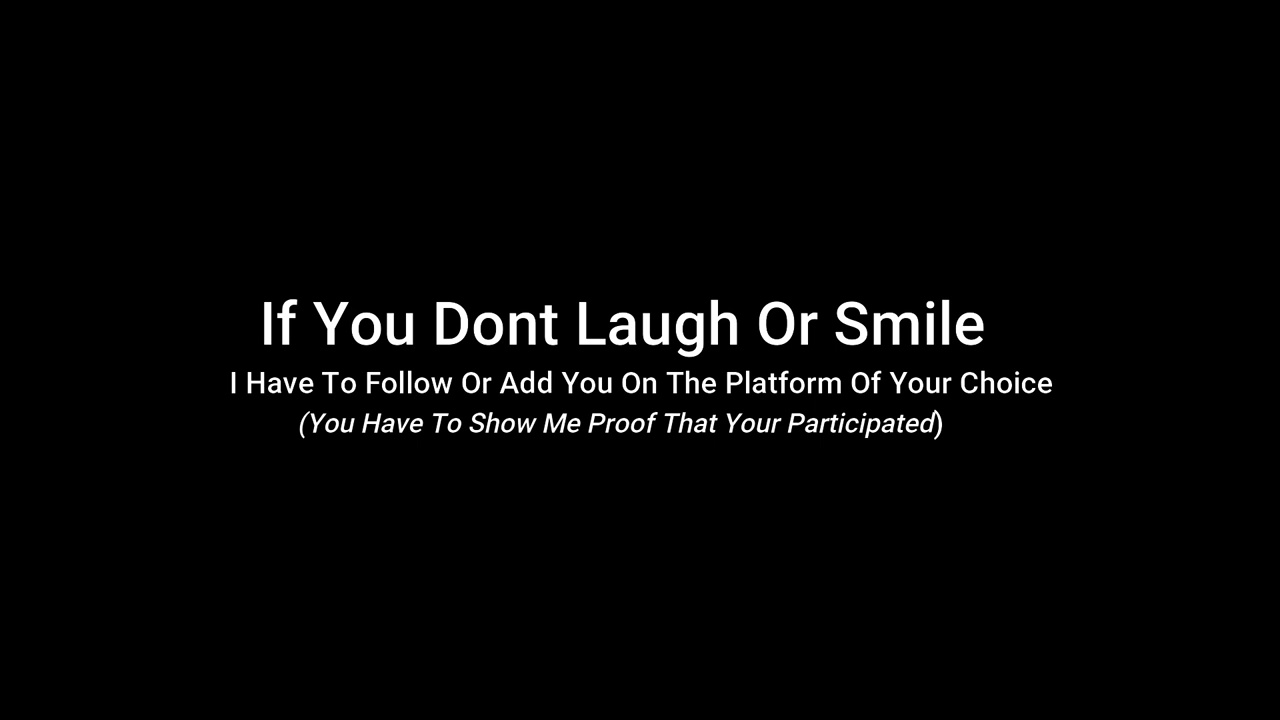 If You Dont Laugh Or Smile
I Have To Follow Or Add You On The Platform Of Your Choice
(You Have To Show Me Proof That Your Participated)